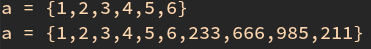 a = {1,2,3,4,5,6}
a = {1,2,3,4,5,6,233,666,985,211}